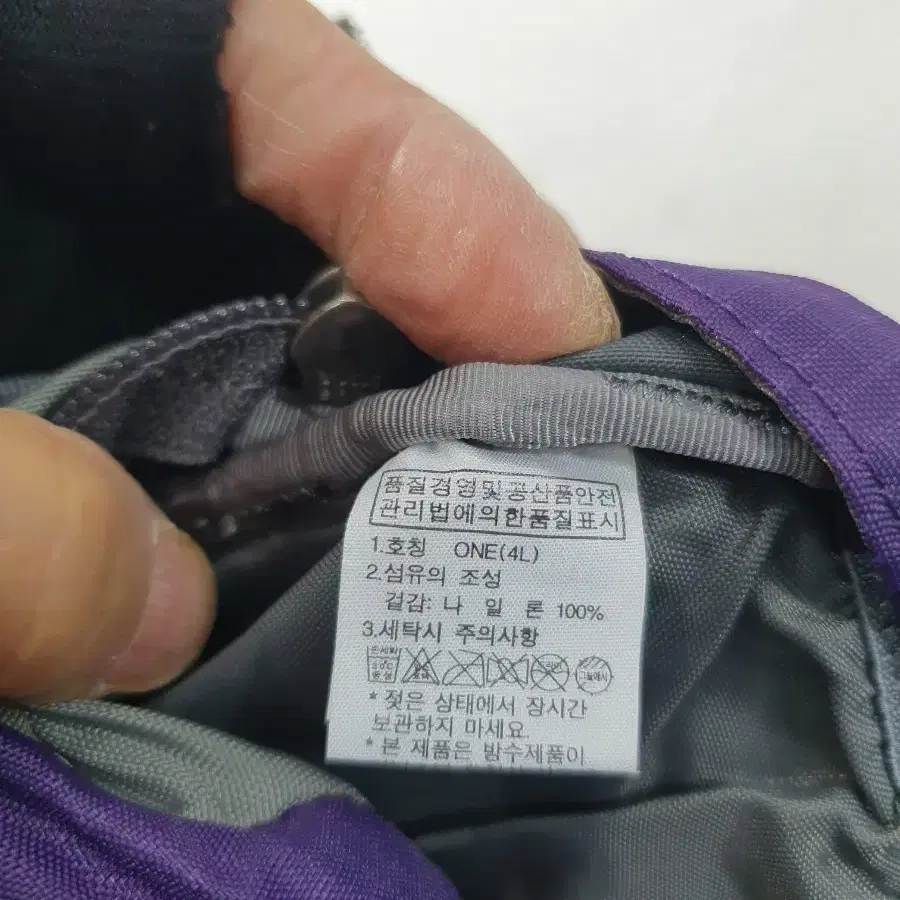 품질경영및공산품안전
관리법에의한품질표시
1.호칭 ONE(4L)
2.섬유의 조성
겉감: 나 일 론 100%
3.세탁시 주의사항
* 젖은 상태에서 장시간
보관하지 마세요.
* 본 제품은 방수제품이